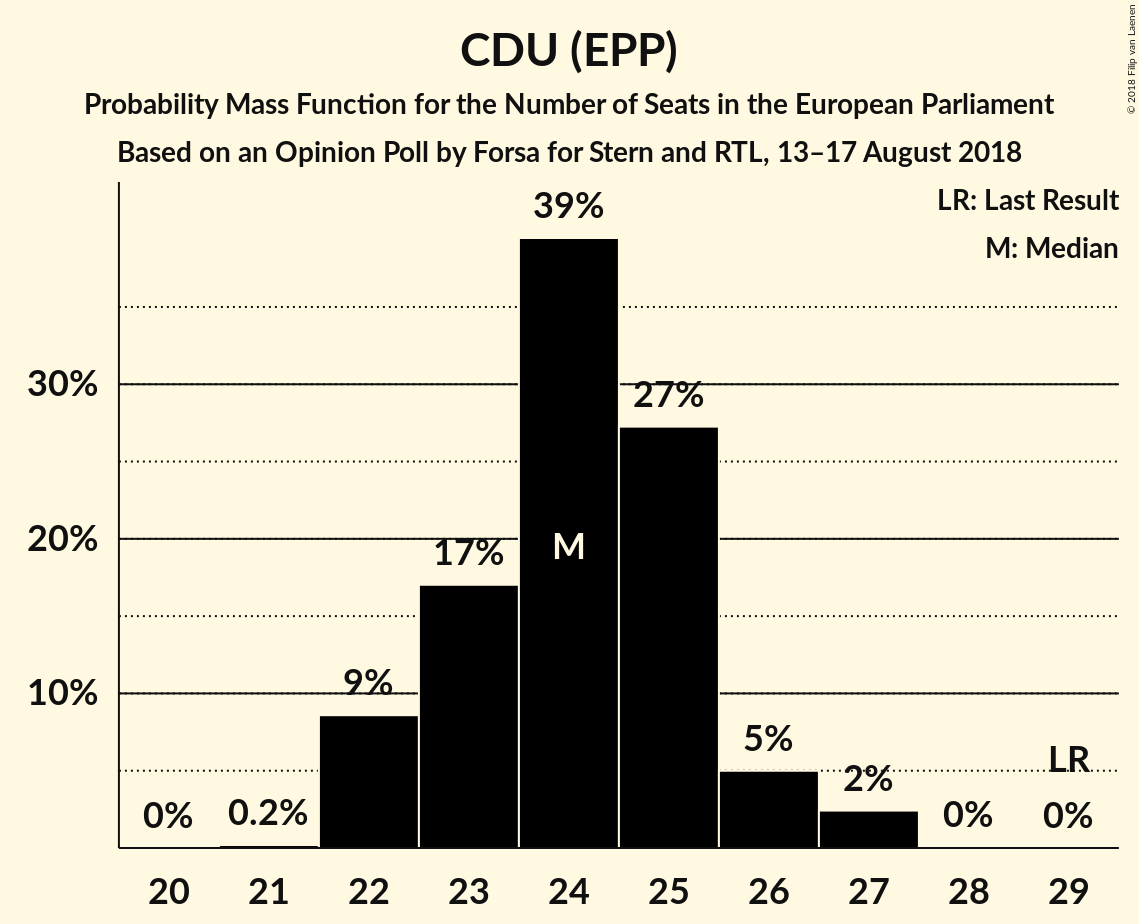 CDU (EPP)
Probability Mass Function for the Number of Seats in the European Parliament
Based on an Opinion Poll by Forsa for Stern and RTL, 13–17 August 2018
© 2018 Filip van Laenen
LR: Last Result
M: Median
39%
30%
27%
20%
17%
M
10%
9%
5%
2%
LR
0%
0.2%
0%
0%
20 21 22 23 24 25 26 27 28 29